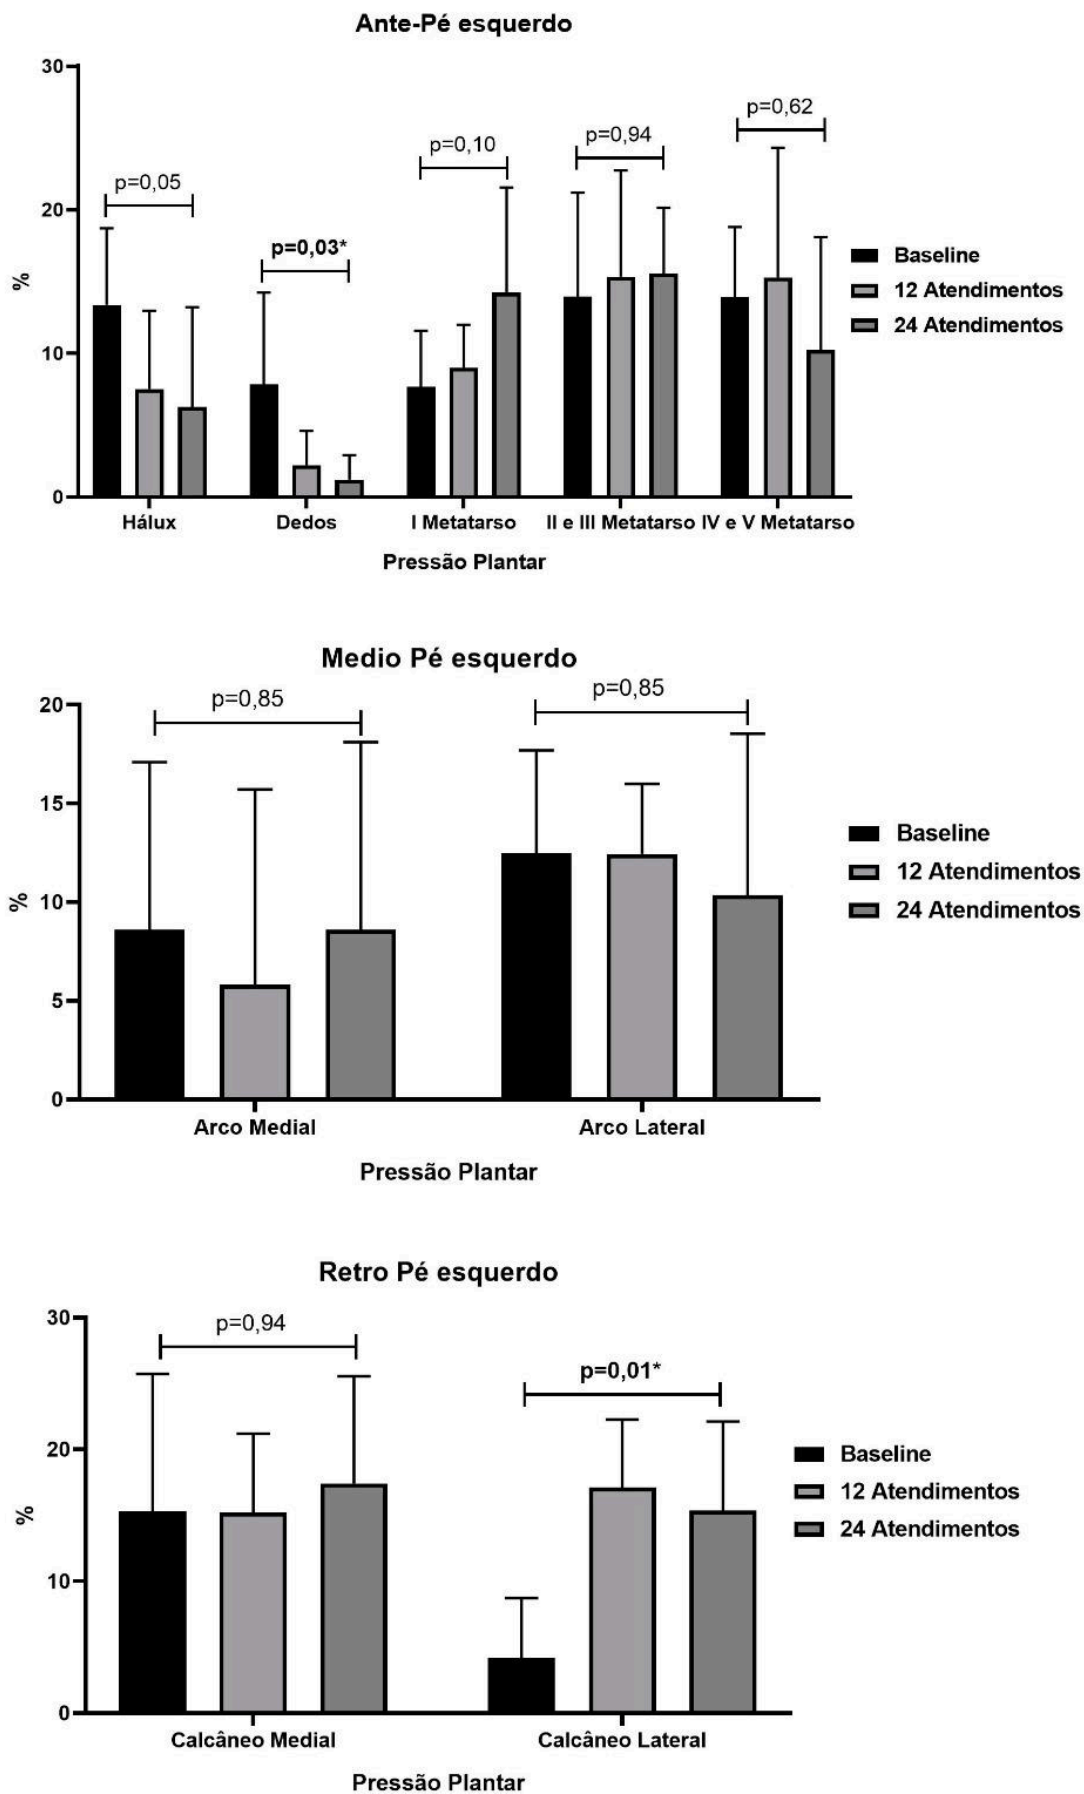 Ante-Pé esquerdo
30
20
10
0
%
p=0,05
p=0,03*
p=0,10
p=0,94
p=0,62
Baseline
12 Atendimentos
24 Atendimentos
Hálux
Dedos
I Metatarso
II e III Metatarso
IV e V Metatarso
Pressão Plantar
Medio Pé esquerdo
20
15
10
5
0
%
p=0,85
p=0,85
Baseline
12 Atendimentos
24 Atendimentos
Arco Medial
Arco Lateral
Pressão Plantar
Retro Pé esquerdo
30
20
10
0
%
p=0,94
p=0,01*
Baseline
12 Atendimentos
24 Atendimentos
Calcâneo Medial
Calcâneo Lateral
Pressão Plantar